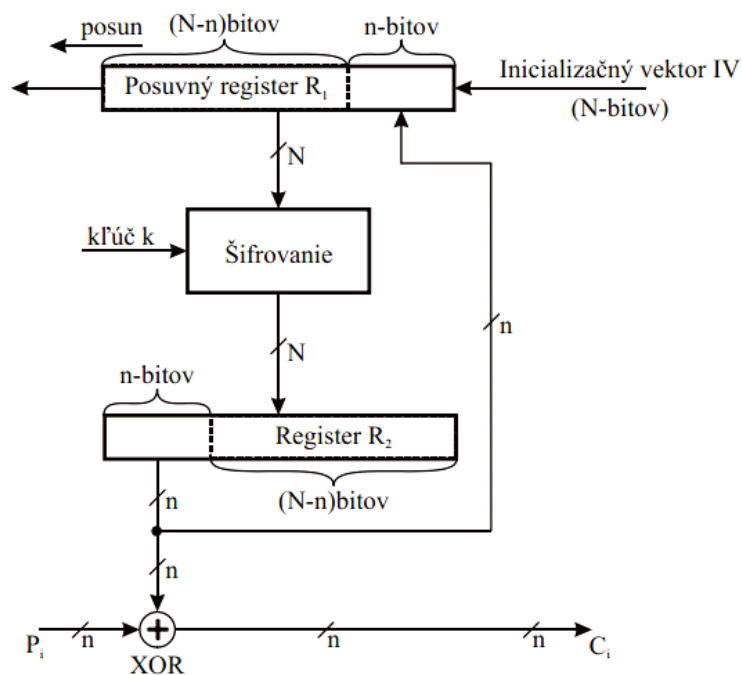 posun
(N-n)bitov
n-bitov
Posuvný register R₁
Inicializačný vektor IV
(N-bitov)
N
kľúč k
Šifrovanie
n
N
n-bitov
Register R₂
n
(N-n)bitov
n
Pᵢ
n
n
n
Cᵢ
XOR